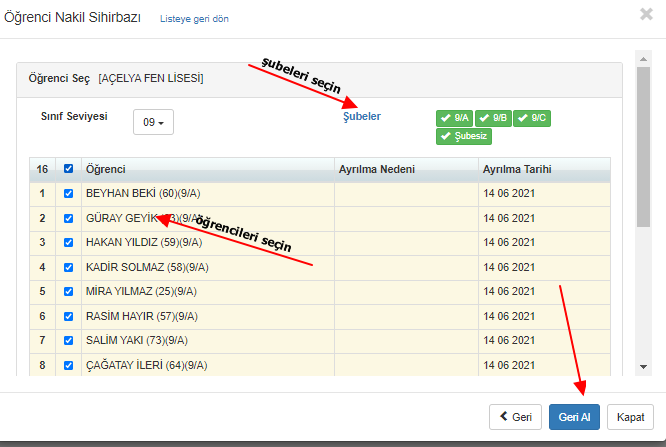 Öğrenci Nakil Sihirbazı Listeye geri dön
şubeleri seçin
Öğrenci Seç [AÇELYA FEN LİSESİ]
Sınıf Seviyesi 09 Şubeler 9/A 9/B 9/C
Şubesiz
16 Öğrenci Ayrılma Nedeni Ayrılma Tarihi
1 BEYHAN BEKİ (60)(9/A) 14 06 2021
2 GÜRAY GEYİK 3)(9/A) 14 06 2021
öğrencileri seçin
3 HAKAN YILDIZ (59)(9/A) 14 06 2021
4 KADİR SOLMAZ (58)(9/A) 14 06 2021
5 MİRA YILMAZ (25)(9/A) 14 06 2021
6 RASİM HAYIR (57)(9/A) 14 06 2021
7 SALİM YAKI (73)(9/A) 14 06 2021
8 ÇAĞATAY İLERİ (64)(9/A) 14 06 2021
Geri Geri Al Kapat